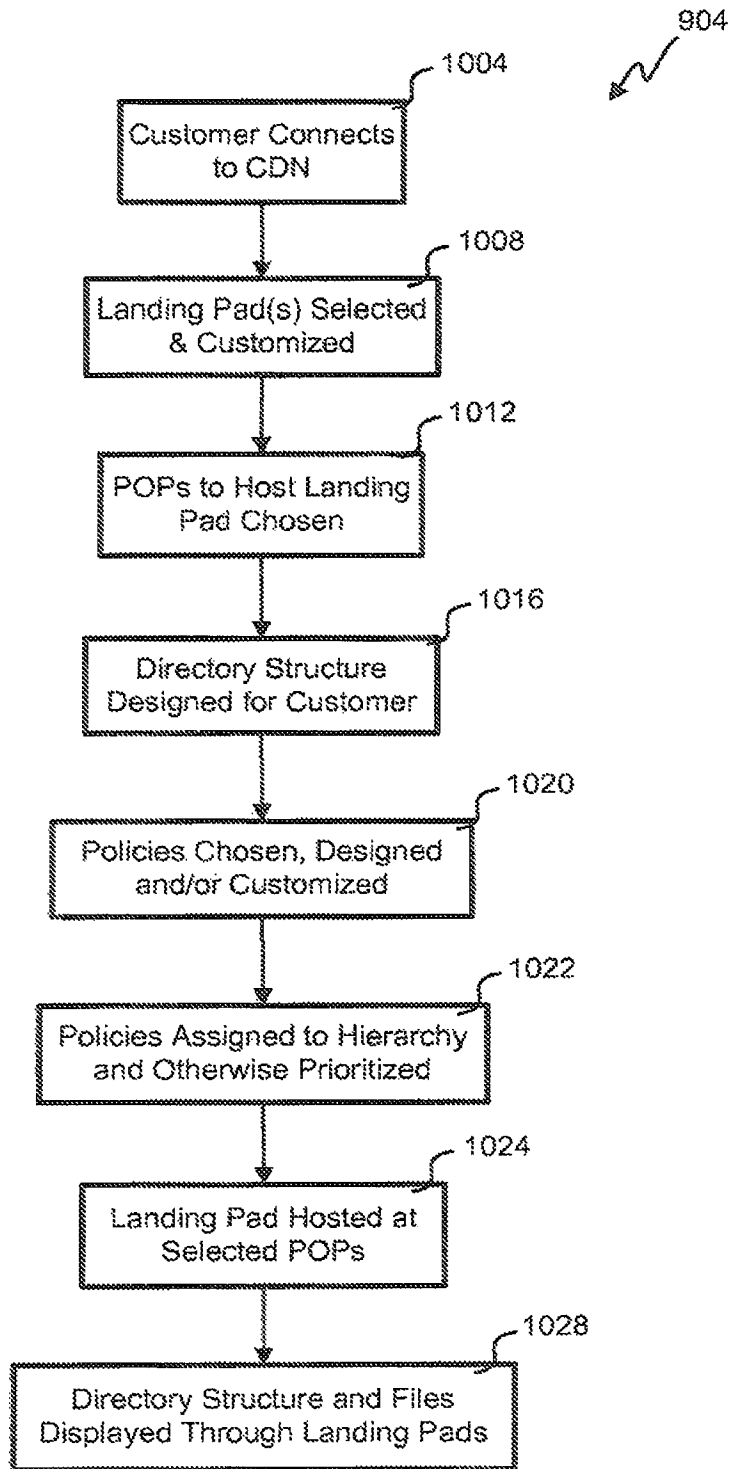 904
1004
Customer Connects
to CDN
1008
Landing Pad(s) Selected
& Customized
1012
POPs to Host Landing
Pad Chosen
1016
Directory Structure
Designed for Customer
1020
Policies Chosen, Designed
and/or Customized
1022
Policies Assigned to Hierarchy
and Otherwise Prioritized
1024
Landing Pad Hosted at
Selected POPs
1028
Directory Structure and Files
Displayed Through Landing Pads